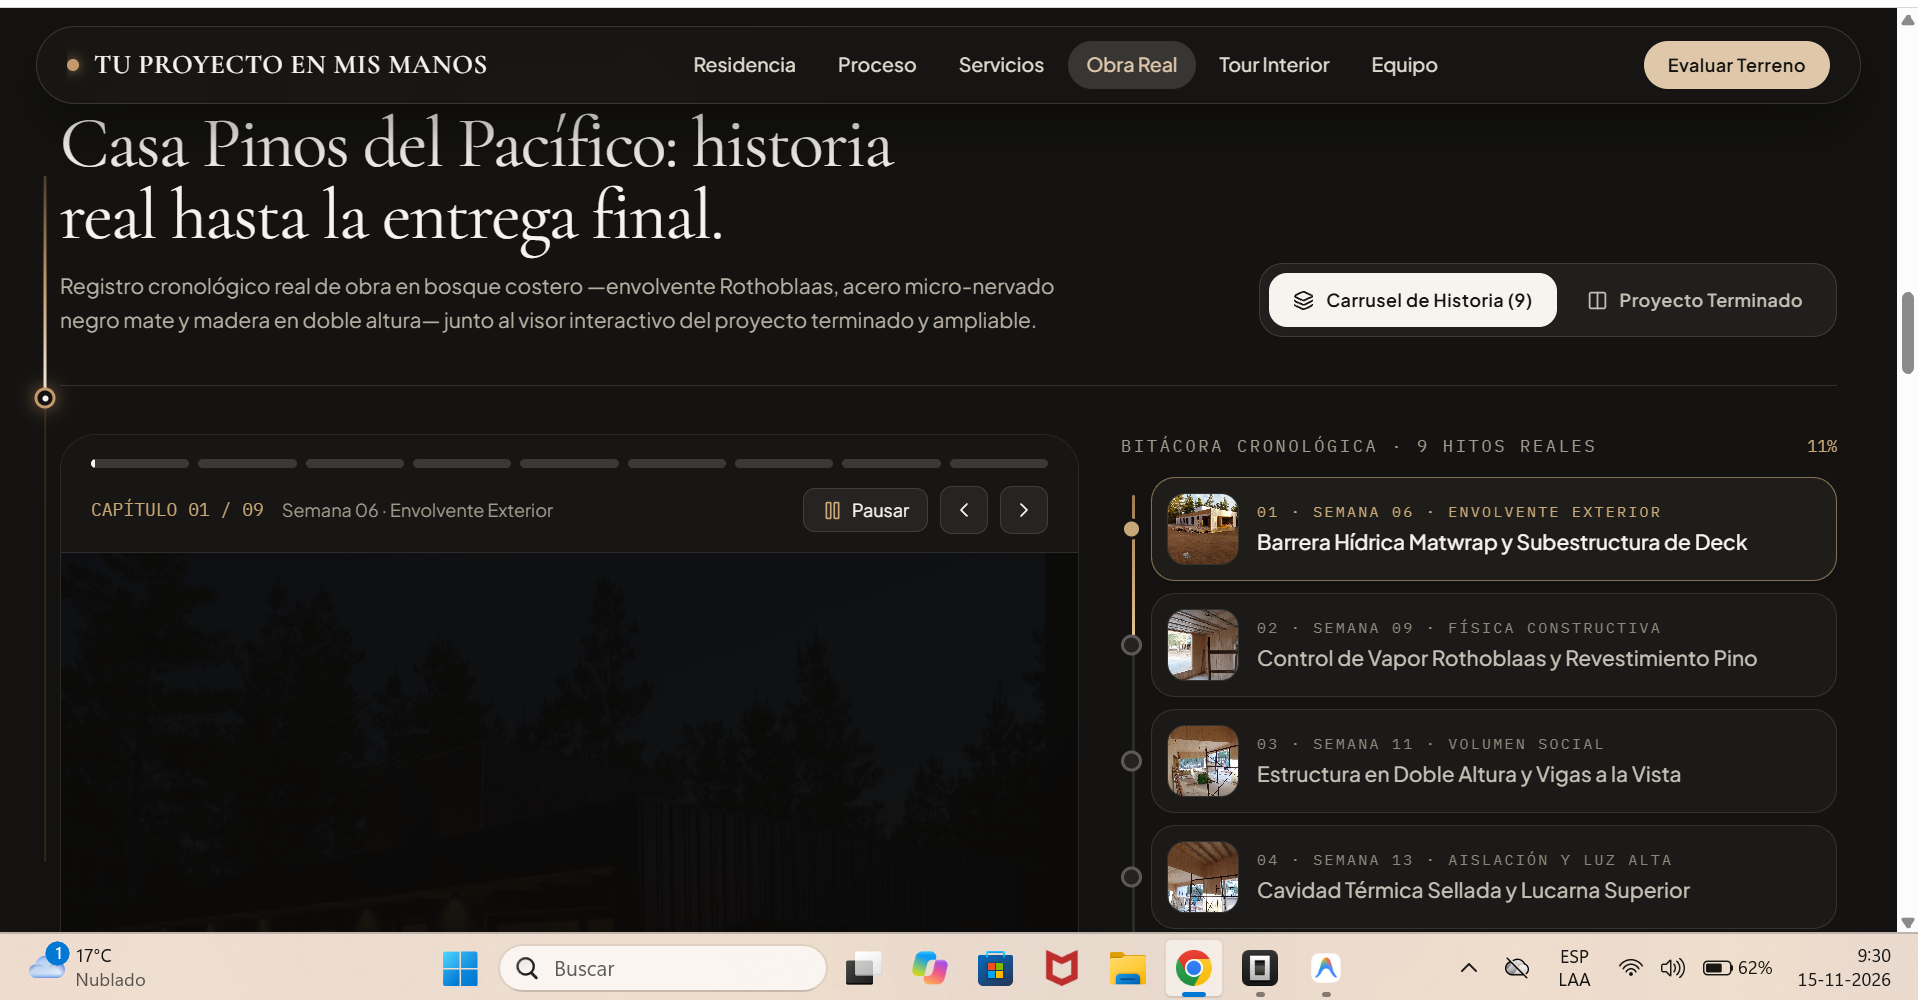 TU PROYECTO EN MIS MANOS
Residencia
Proceso
Servicios
Obra Real
Tour Interior
Equipo
Evaluar Terreno
Casa Pinos del Pacífico: historia
real hasta la entrega final.
Registro cronológico real de obra en bosque costero —envolvente Rothoblaas, acero micro-nervado
negro mate y madera en doble altura— junto al visor interactivo del proyecto terminado y ampliable.
Carrusel de Historia (9)
Proyecto Terminado
CAPÍTULO 01 / 09
Semana 06 · Envolvente Exterior
Pausar
BITÁCORA CRONOLÓGICA · 9 HITOS REALES
11%
01 · SEMANA 06 · ENVOLVENTE EXTERIOR
Barrera Hídrica Matwrap y Subestructura de Deck
02 · SEMANA 09 · FÍSICA CONSTRUCTIVA
Control de Vapor Rothoblaas y Revestimiento Pino
03 · SEMANA 11 · VOLUMEN SOCIAL
Estructura en Doble Altura y Vigas a la Vista
04 · SEMANA 13 · AISLACIÓN Y LUZ ALTA
Cavidad Térmica Sellada y Lucarna Superior
1
17°C
Nublado
Buscar
ESP
LAA
62%
9:30
15-11-2026